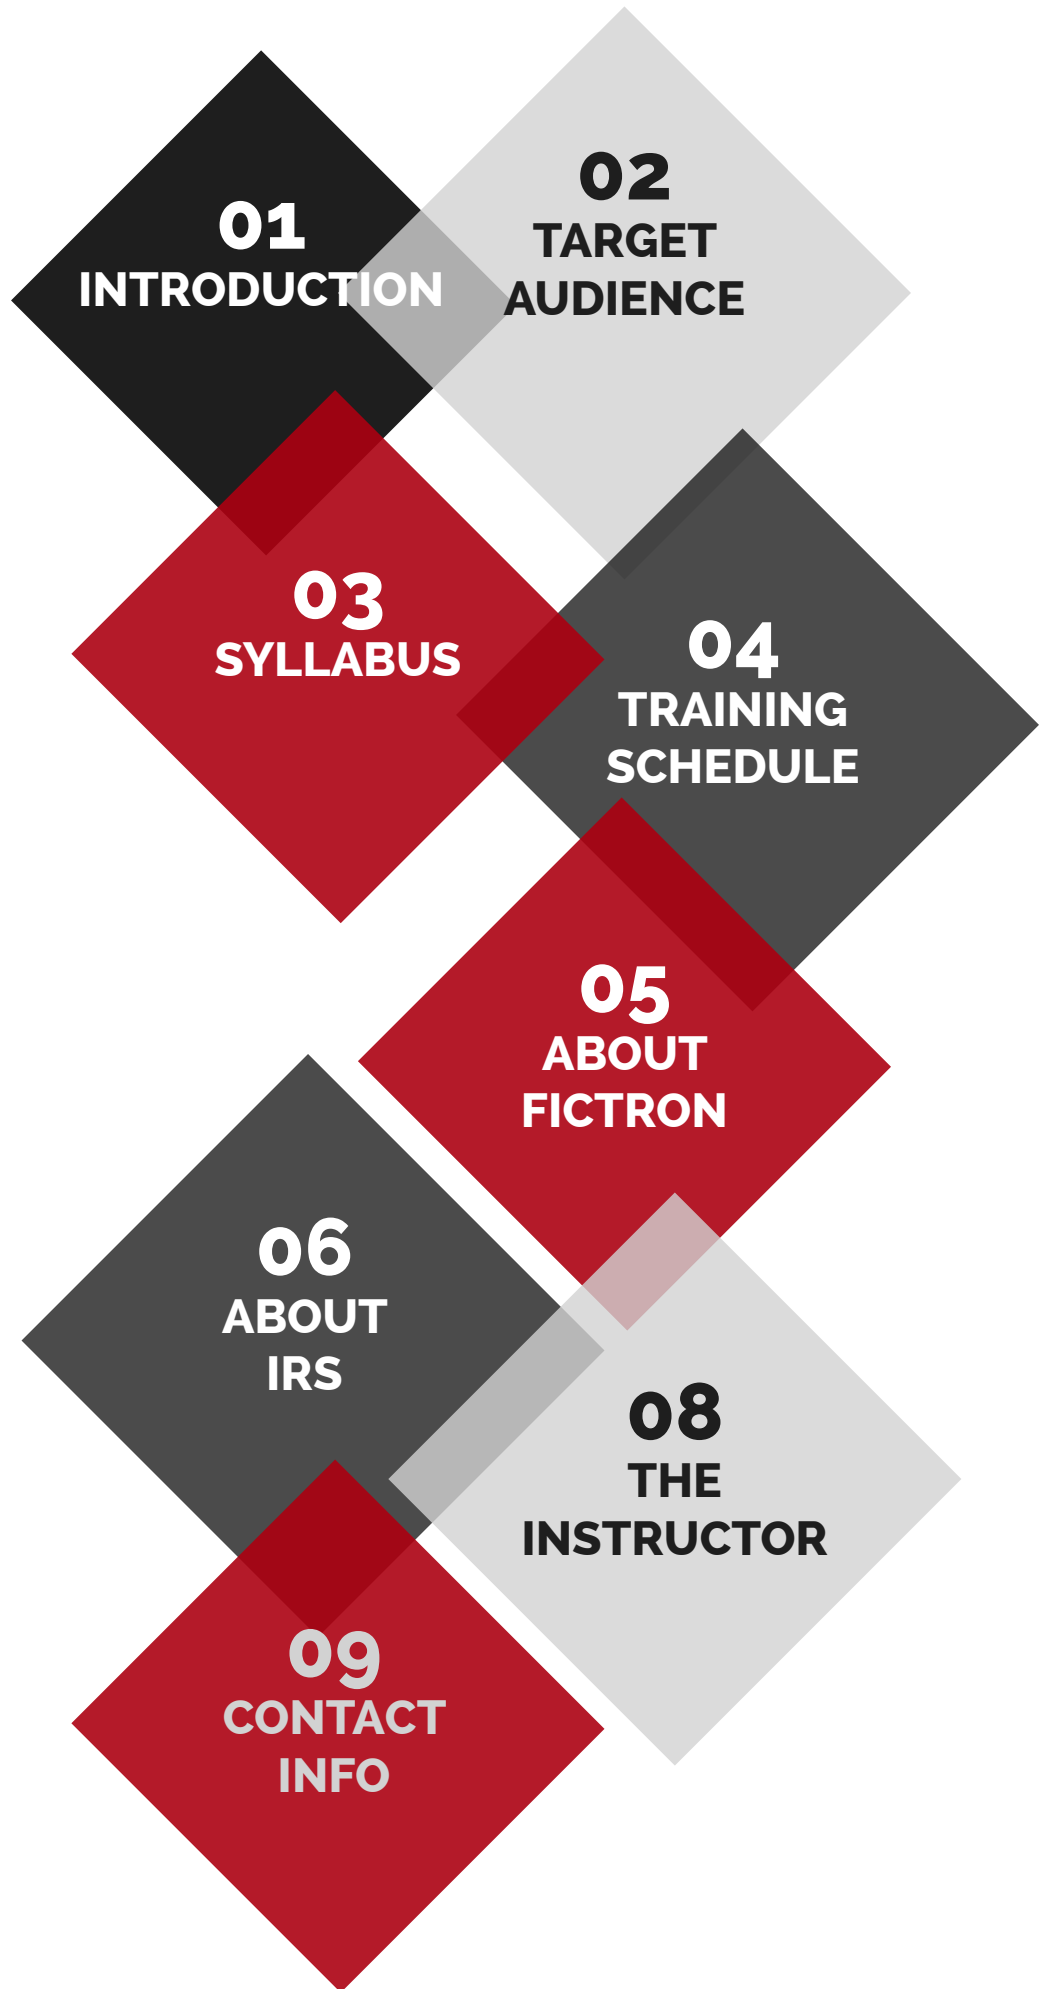 01
INTRODUCTION
02
TARGET
AUDIENCE
03
SYLLABUS
04
TRAINING
SCHEDULE
05
ABOUT
FICTRON
06
ABOUT
IRS
08
THE
INSTRUCTOR
09
CONTACT
INFO